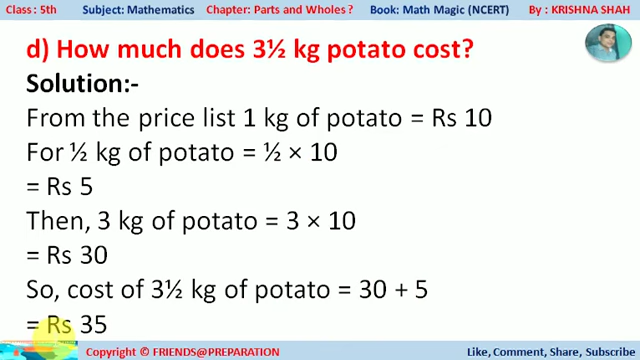 Class : 5th Subject: Mathematics Chapter: Parts and Wholes ? Book: Math Magic (NCERT) By : KRISHNA SHAH
d) How much does 3½ kg potato cost?
Solution:-
From the price list 1 kg of potato = Rs 10
For ½ kg of potato = ½ × 10
= Rs 5
Then, 3 kg of potato = 3 × 10
= Rs 30
So, cost of 3½ kg of potato = 30 + 5
= Rs 35
Copyright © FRIENDS@PREPARATION Like, Comment, Share, Subscribe